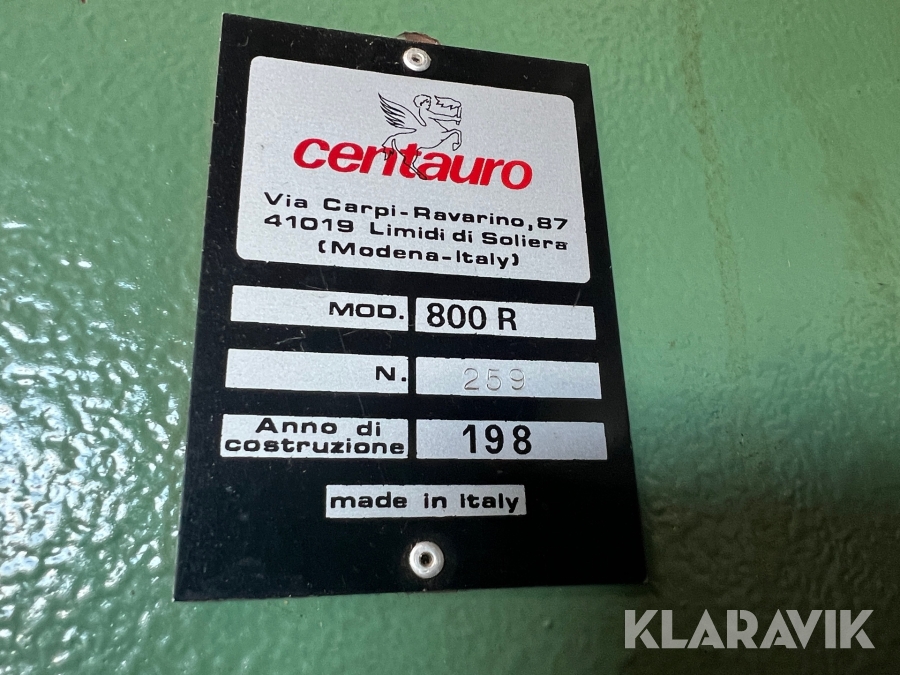 centauro
Via Carpi-Ravarino,87
41019 Limidi di Soliera
(Modena-Italy)
MOD. 800 R
N. 259
Anno di
costruzione 198
made in Italy
KLARAVIK